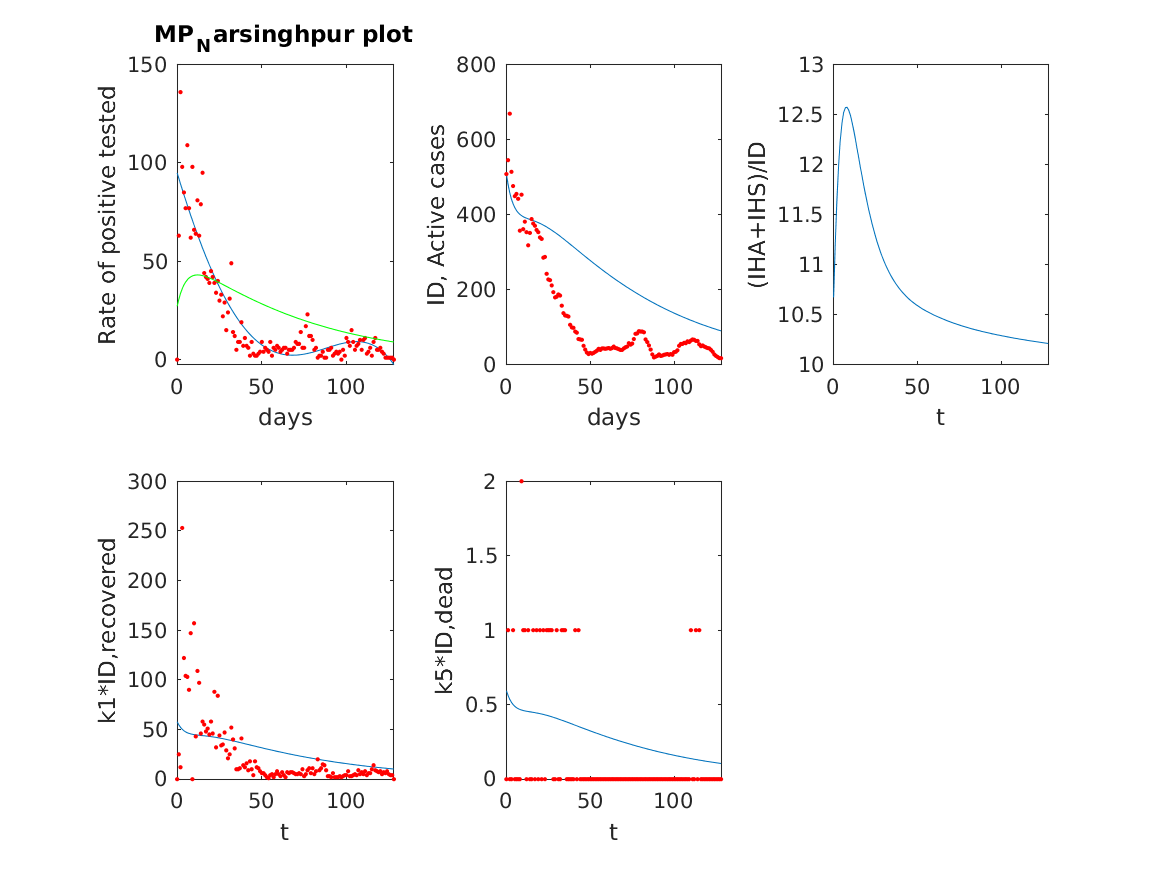 MP_Narsinghpur plot
150
100
50
0
Rate of positive tested
0 50 100
days
800
600
400
200
0
ID, Active cases
0 50 100
days
13
12.5
12
11.5
11
10.5
10
(IHA+IHS)/ID
0 50 100
t
300
250
200
150
100
50
0
k1*ID,recovered
0 50 100
t
2
1.5
1
0.5
0
k5*ID,dead
0 50 100
t